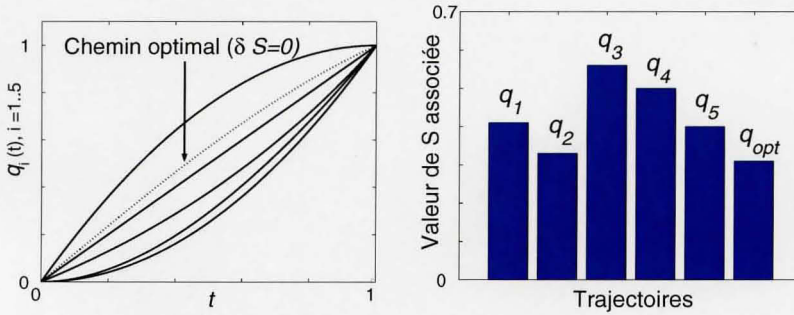 1
Chemin optimal (δ S=0)
q_i (t), i =1..5
0
0
t
1
0.7
Valeur de S associée
q_1
q_2
q_3
q_4
q_5
q_opt
0
Trajectoires